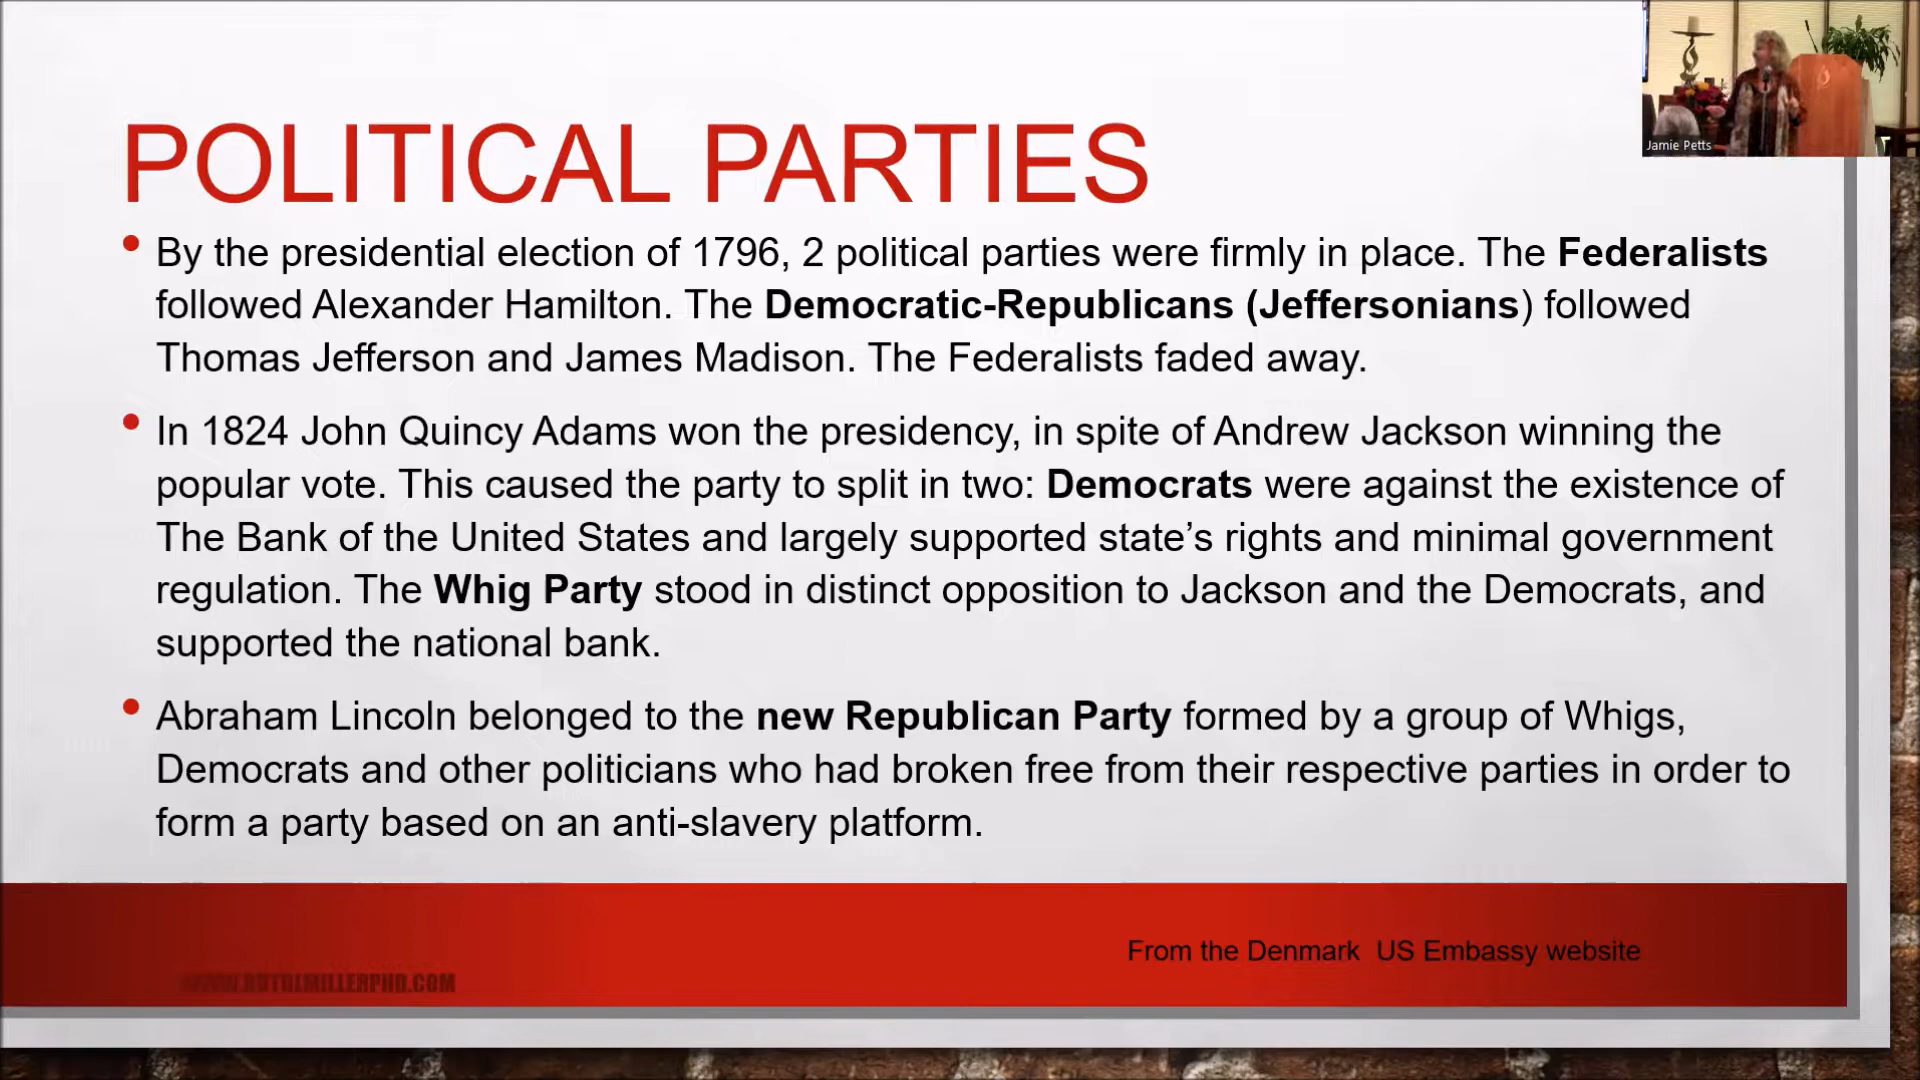 Jamie Petts
POLITICAL PARTIES
• By the presidential election of 1796, 2 political parties were firmly in place. The Federalists
followed Alexander Hamilton. The Democratic-Republicans (Jeffersonians) followed
Thomas Jefferson and James Madison. The Federalists faded away.
• In 1824 John Quincy Adams won the presidency, in spite of Andrew Jackson winning the
popular vote. This caused the party to split in two: Democrats were against the existence of
The Bank of the United States and largely supported state’s rights and minimal government
regulation. The Whig Party stood in distinct opposition to Jackson and the Democrats, and
supported the national bank.
• Abraham Lincoln belonged to the new Republican Party formed by a group of Whigs,
Democrats and other politicians who had broken free from their respective parties in order to
form a party based on an anti-slavery platform.
From the Denmark US Embassy website